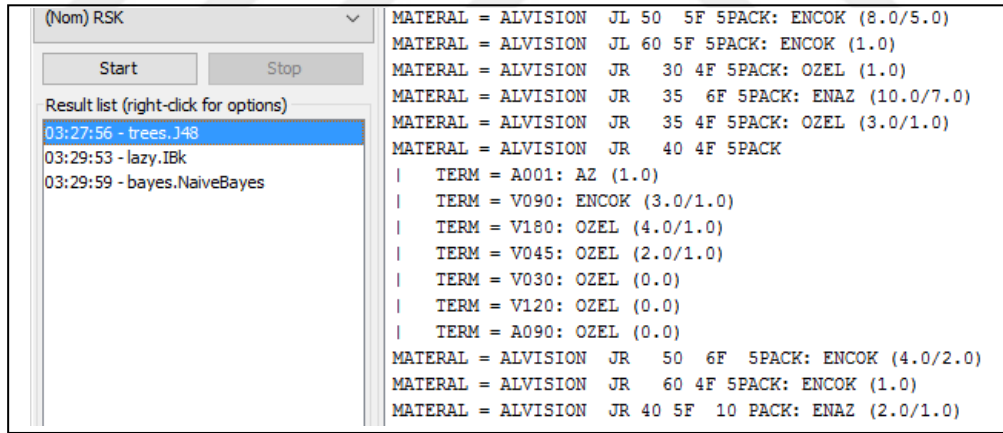 (Nom) RSK
Start
Stop
Result list (right-click for options)
03:27:56 - trees.J48
03:29:53 - lazy.IBk
03:29:59 - bayes.NaiveBayes
MATERAL = ALVISION  JL 50  5F 5PACK: ENCOK (8.0/5.0)
MATERAL = ALVISION  JL 60 5F 5PACK: ENCOK (1.0)
MATERAL = ALVISION  JR   30 4F 5PACK: OZEL (1.0)
MATERAL = ALVISION  JR   35  6F 5PACK: ENAZ (10.0/7.0)
MATERAL = ALVISION  JR   35 4F 5PACK: OZEL (3.0/1.0)
MATERAL = ALVISION  JR   40 4F 5PACK
|   TERM = A001: AZ (1.0)
|   TERM = V090: ENCOK (3.0/1.0)
|   TERM = V180: OZEL (4.0/1.0)
|   TERM = V045: OZEL (2.0/1.0)
|   TERM = V030: OZEL (0.0)
|   TERM = V120: OZEL (0.0)
|   TERM = A090: OZEL (0.0)
MATERAL = ALVISION  JR   50  6F  5PACK: ENCOK (4.0/2.0)
MATERAL = ALVISION  JR   60 4F 5PACK: ENCOK (1.0)
MATERAL = ALVISION  JR 40 5F  10 PACK: ENAZ (2.0/1.0)